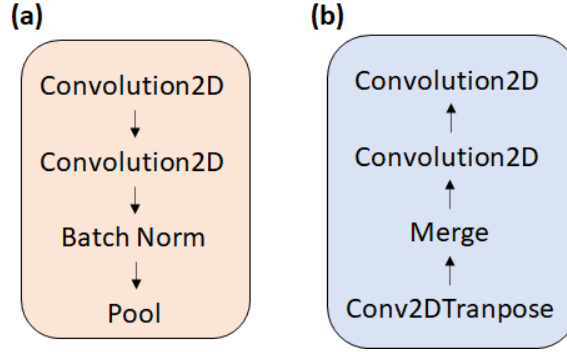 (a)
Convolution2D
Convolution2D
Batch Norm
Pool
(b)
Convolution2D
Convolution2D
Merge
Conv2DTranpose